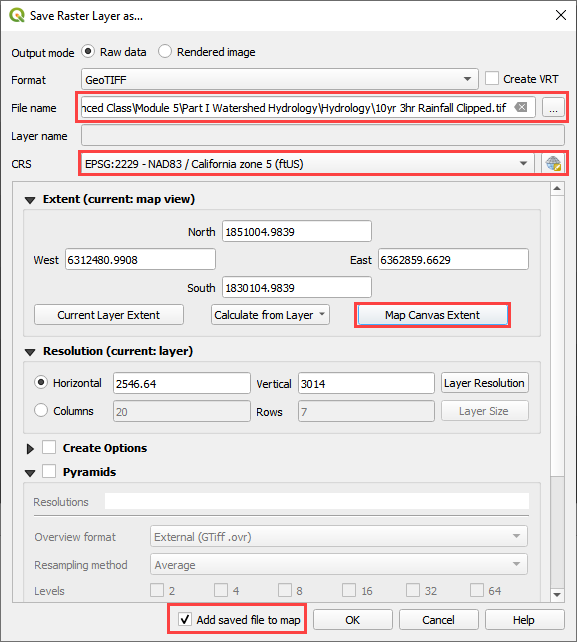 Save Raster Layer as...
Output mode Raw data Rendered image
Format GeoTIFF Create VRT
File name nced Class\Module 5\Part I Watershed Hydrology\Hydrology\10yr 3hr Rainfall Clipped.tif ...
Layer name
CRS EPSG:2229 - NAD83 / California zone 5 (ftUS)
Extent (current: map view)
North 1851004.9839
West 6312480.9908 East 6362859.6629
South 1830104.9839
Current Layer Extent Calculate from Layer Map Canvas Extent
Resolution (current: layer)
Horizontal 2546.64 Vertical 3014 Layer Resolution
Columns 20 Rows 7 Layer Size
Create Options
Pyramids
Resolutions
Overview format External (GTiff .ovr)
Resampling method Average
Levels 2 4 8 16 32 64
Add saved file to map OK Cancel Help